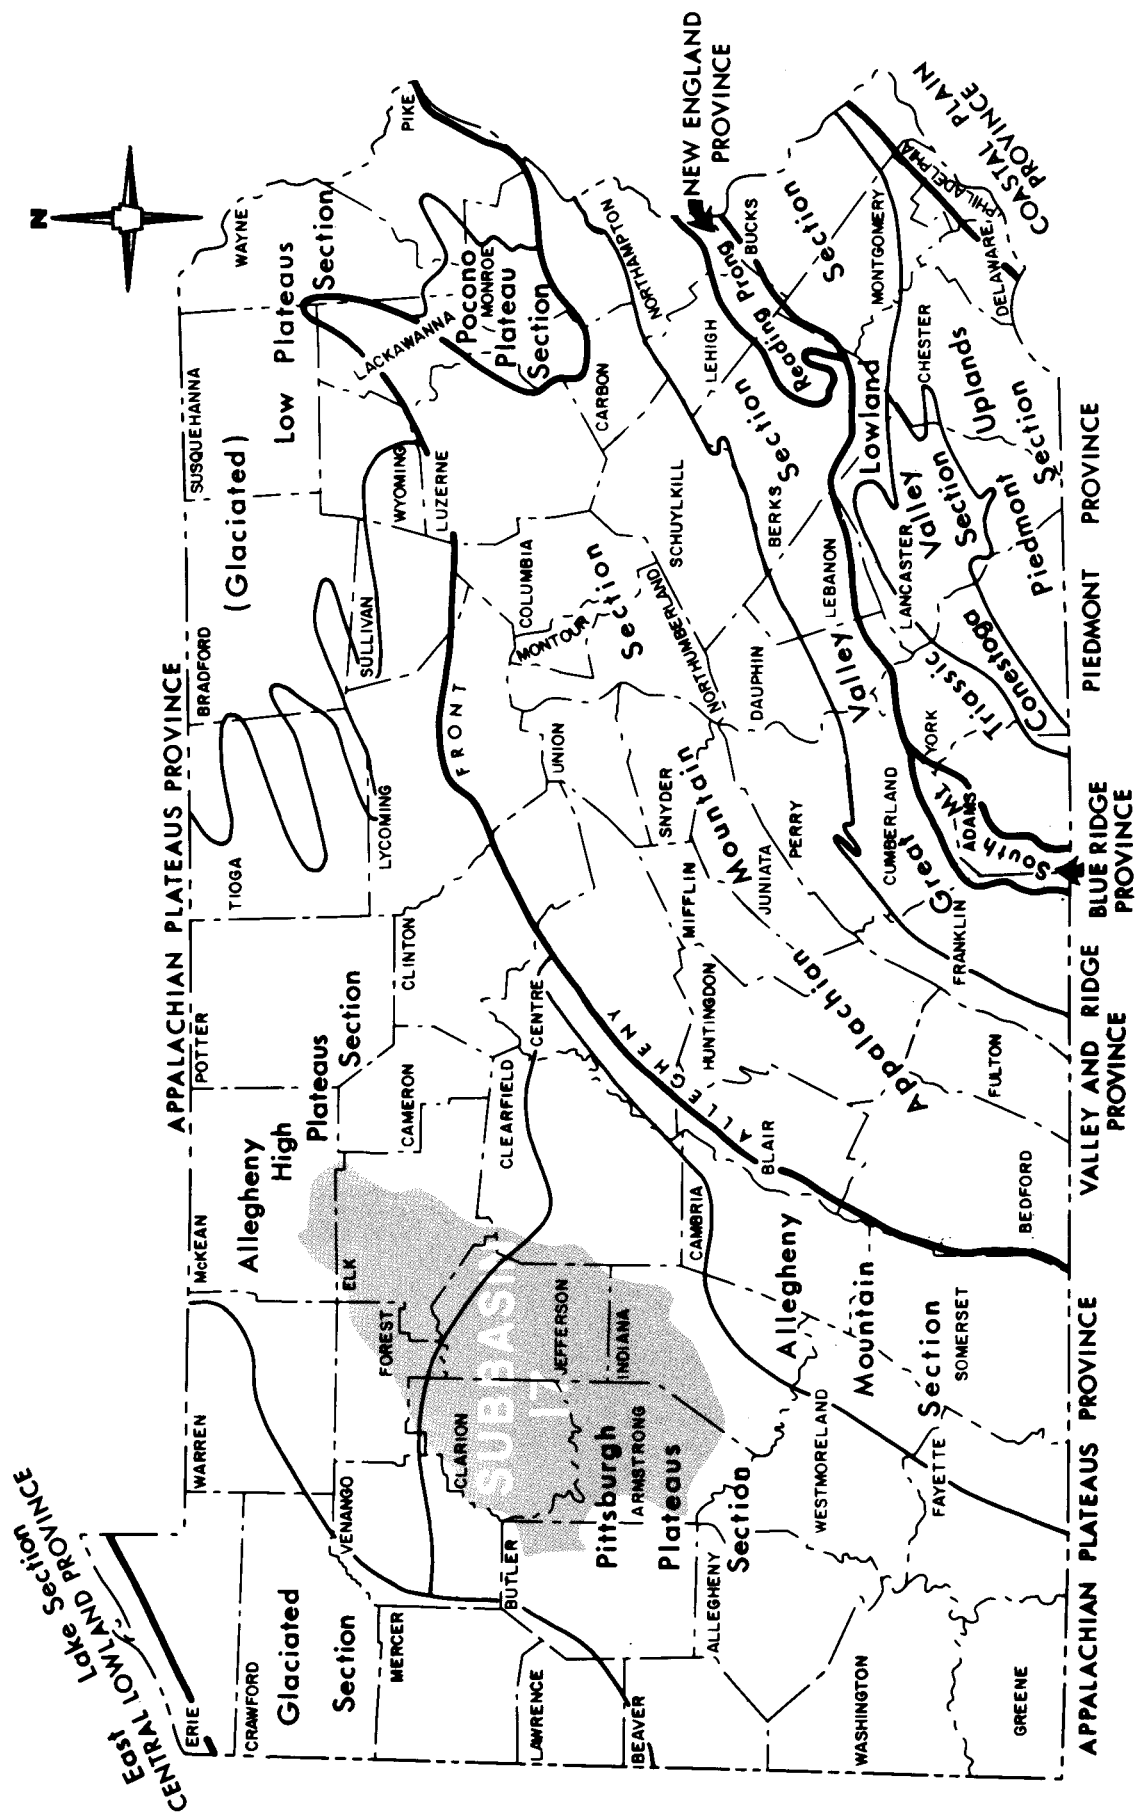 N
East
Lake Section
CENTRAL LOWLAND PROVINCE
APPALACHIAN PLATEAUS PROVINCE
ERIE
CRAWFORD
WARREN
McKEAN
POTTER
TIOGA
BRADFORD
SUSQUEHANNA
WAYNE
Glaciated
Section
Allegheny
High
Plateaus
Section
(Glaciated)
Low Plateaus
Section
MERCER
VENANGO
FOREST
ELK
CAMERON
CLINTON
LYCOMING
SULLIVAN
WYOMING
LACKAWANNA
PIKE
LUZERNE
Pocono
MONROE
Plateau
Section
LAWRENCE
BUTLER
CLARION
SUBBASIN
17
JEFFERSON
CLEARFIELD
CENTRE
ALLEGHENY
FRONT
UNION
MONTOUR
COLUMBIA
CARBON
NORTHAMPTON
BEAVER
Pittsburgh
ARMSTRONG
Plateaus
Section
INDIANA
CAMBRIA
BLAIR
HUNTINGDON
MIFFLIN
SNYDER
NORTHUMBERLAND
SCHUYLKILL
LEHIGH
Appalachian
Mountain
Section
JUNIATA
PERRY
DAUPHIN
LEBANON
BERKS
Reading Prong
BUCKS
NEW ENGLAND
PROVINCE
ALLEGHENY
WESTMORELAND
Allegheny
Mountain
Section
SOMERSET
BEDFORD
FULTON
FRANKLIN
CUMBERLAND
Great
Valley
Section
WASHINGTON
GREENE
FAYETTE
ADAMS
South
Mt
YORK
LANCASTER
Triassic
Lowland
Section
MONTGOMERY
CHESTER
Conestoga
Valley
Section
Piedmont
Uplands
Section
DELAWARE
PHILADELPHIA
COASTAL PLAIN
PROVINCE
APPALACHIAN PLATEAUS PROVINCE
VALLEY AND RIDGE
PROVINCE
BLUE RIDGE
PROVINCE
PIEDMONT PROVINCE